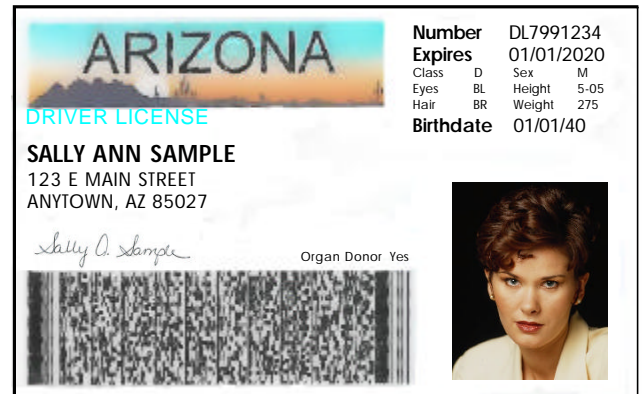 ARIZONA
DRIVER LICENSE
Number DL7991234
Expires 01/01/2020
Class D Sex M
Eyes BL Height 5-05
Hair BR Weight 275
Birthdate 01/01/40
SALLY ANN SAMPLE
123 E MAIN STREET
ANYTOWN, AZ 85027
Sally A. Sample
Organ Donor Yes